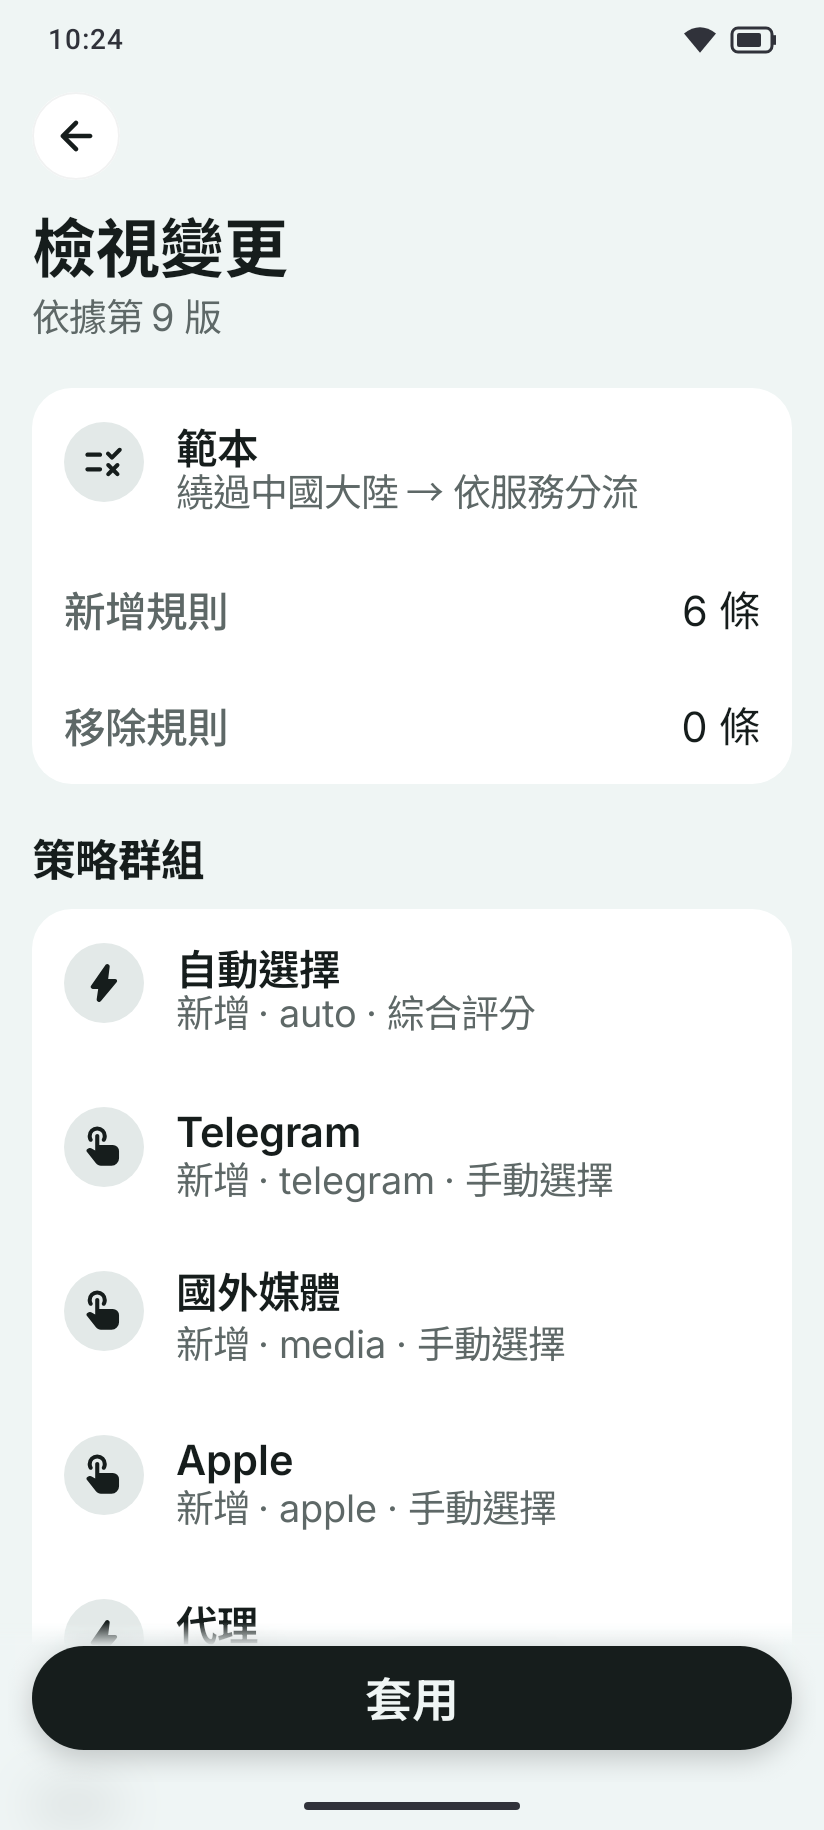 10:24
檢視變更
依據第 9 版
範本
繞過中國大陸 → 依服務分流
新增規則
6 條
移除規則
0 條
策略群組
自動選擇
新增 · auto · 綜合評分
Telegram
新增 · telegram · 手動選擇
國外媒體
新增 · media · 手動選擇
Apple
新增 · apple · 手動選擇
代理
套用